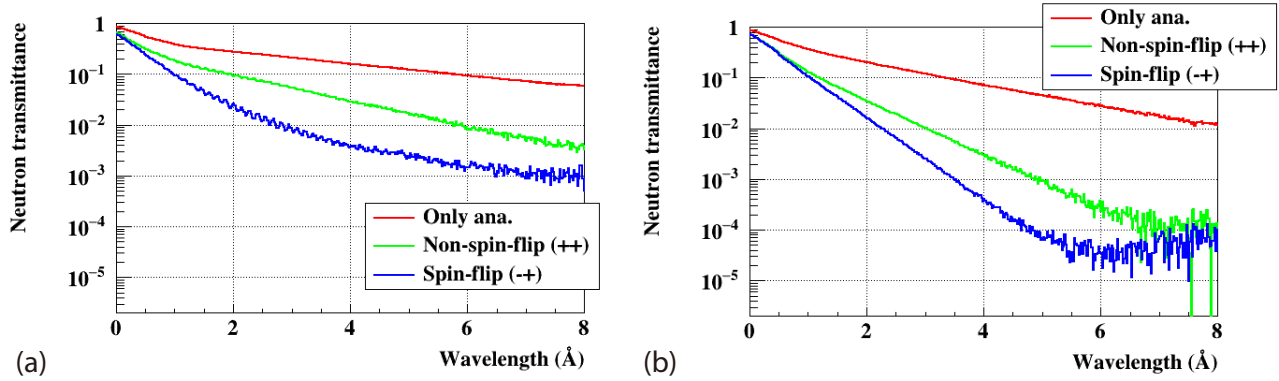 Neutron transmittance
1
10⁻¹
10⁻²
10⁻³
10⁻⁴
10⁻⁵
Only ana.
Non-spin-flip (++)
Spin-flip (-+)
0 2 4 6 8
Wavelength (Å)
(a)
Neutron transmittance
1
10⁻¹
10⁻²
10⁻³
10⁻⁴
10⁻⁵
Only ana.
Non-spin-flip (++)
Spin-flip (-+)
0 2 4 6 8
Wavelength (Å)
(b)